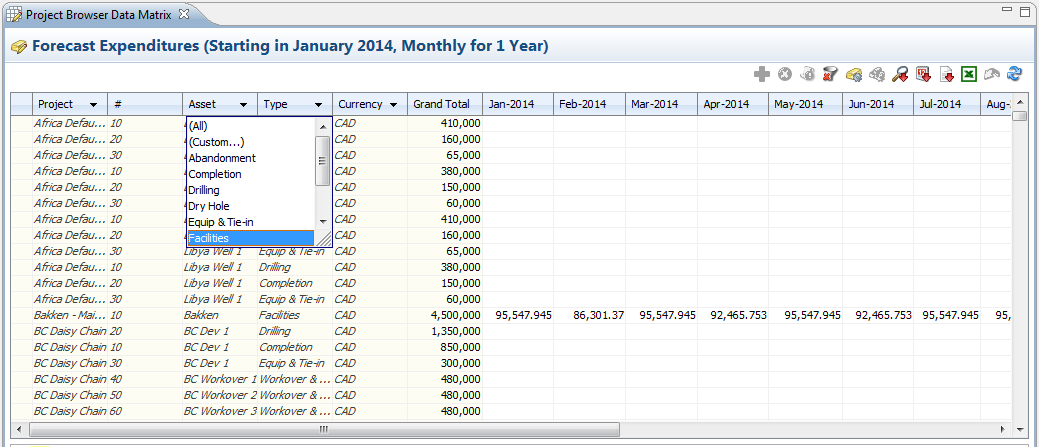 Project Browser Data Matrix
Forecast Expenditures (Starting in January 2014, Monthly for 1 Year)
Project # Asset Type Currency Grand Total Jan-2014 Feb-2014 Mar-2014 Apr-2014 May-2014 Jun-2014 Jul-2014 Aug-
Africa Defau... 10 CAD 410,000
Africa Defau... 20 CAD 160,000
Africa Defau... 30 CAD 65,000
Africa Defau... 10 CAD 380,000
Africa Defau... 20 CAD 150,000
Africa Defau... 30 CAD 60,000
Africa Defau... 10 CAD 410,000
Africa Defau... 20 CAD 160,000
(All)
(Custom...)
Abandonment
Completion
Drilling
Dry Hole
Equip & Tie-in
Facilities
Africa Defau... 30 Libya Well 1 Equip & Tie-in CAD 65,000
Africa Defau... 10 Libya Well 1 Drilling CAD 380,000
Africa Defau... 20 Libya Well 1 Completion CAD 150,000
Africa Defau... 30 Libya Well 1 Equip & Tie-in CAD 60,000
Bakken - Mai... 10 Bakken Facilities CAD 4,500,000 95,547.945 86,301.37 95,547.945 92,465.753 95,547.945 92,465.753 95,547.945 95,
BC Daisy Chain 20 BC Dev 1 Drilling CAD 1,350,000
BC Daisy Chain 10 BC Dev 1 Completion CAD 850,000
BC Daisy Chain 30 BC Dev 1 Equip & Tie-in CAD 300,000
BC Daisy Chain 40 BC Workover 1 Workover & ... CAD 480,000
BC Daisy Chain 50 BC Workover 2 Workover & ... CAD 480,000
BC Daisy Chain 60 BC Workover 3 Workover & ... CAD 480,000